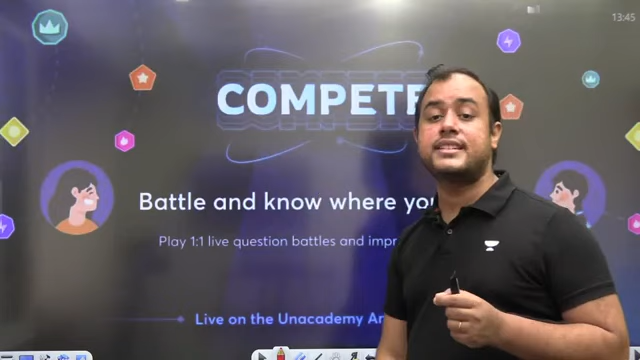 13:45
COMPETE
Battle and know where you
Play 1:1 live question battles and impr
Live on the Unacademy An